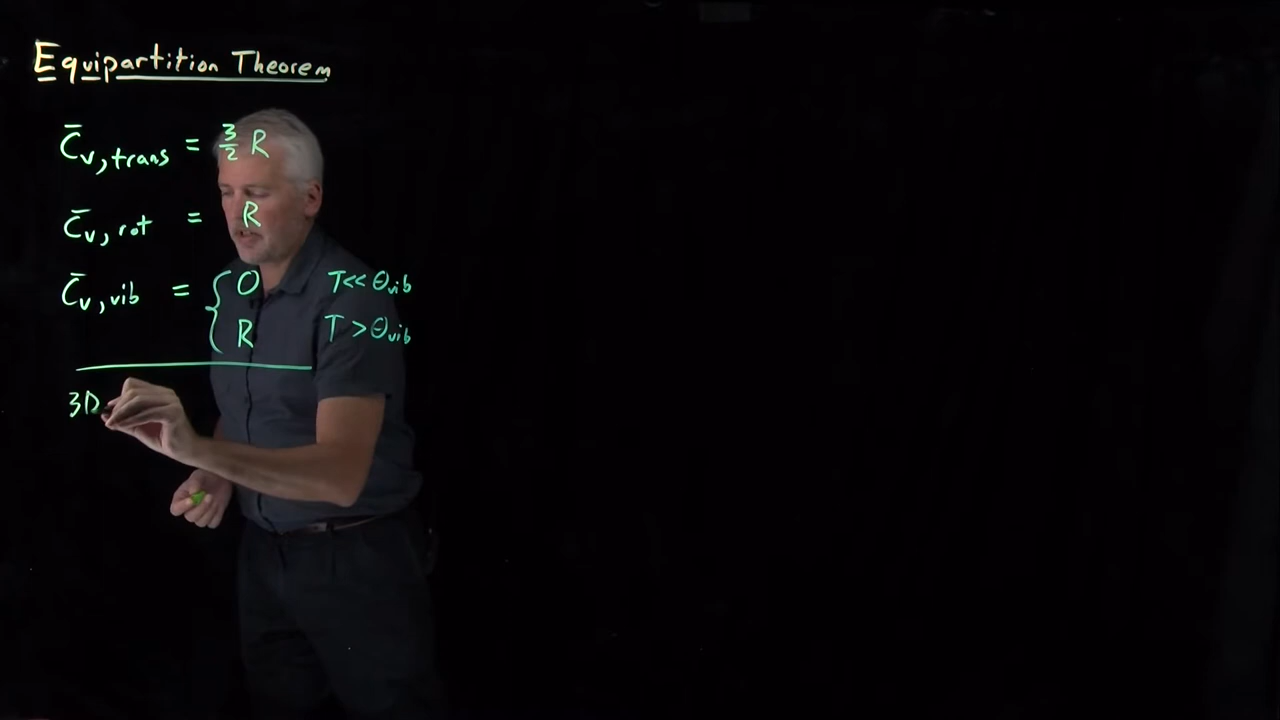 Equipartition Theorem
C̄v,trans = 3/2 R
C̄v,rot = R
C̄v,vib = { 0 T<<Θvib
R T>Θvib
3D